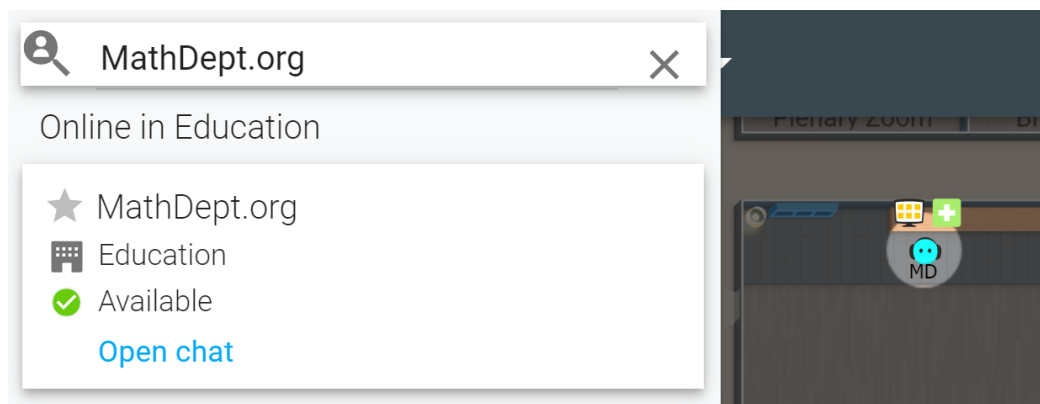 MathDept.org
Online in Education
MathDept.org
Education
Available
Open chat
Plenary Zoom
MD